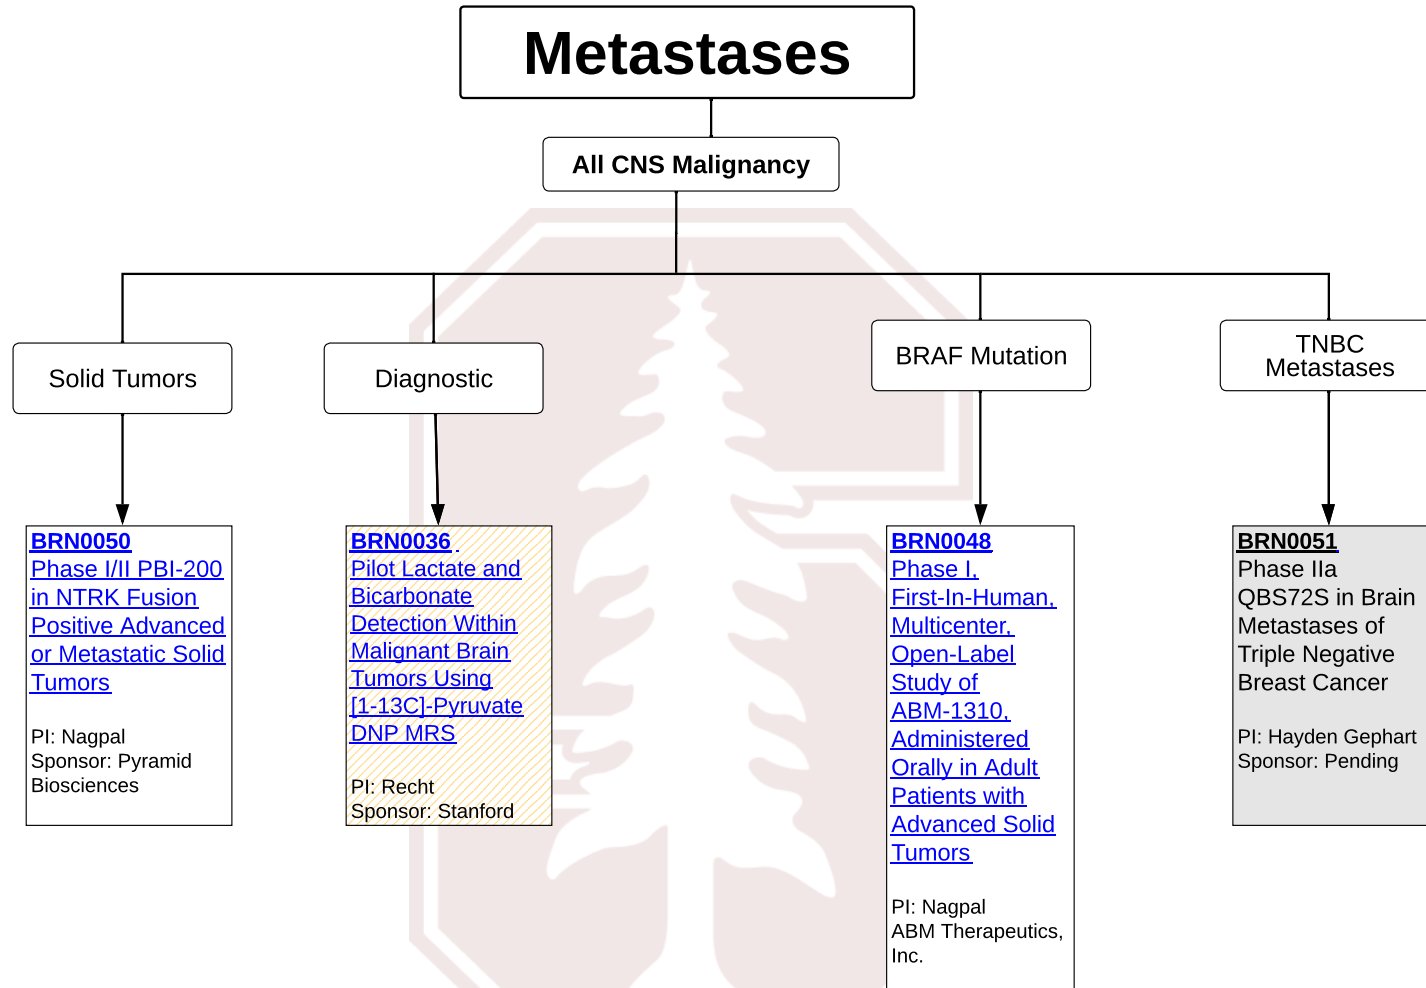 Metastases
All CNS Malignancy
Solid Tumors
Diagnostic
BRAF Mutation
TNBC
Metastases
BRN0050
Phase I/II PBI-200
in NTRK Fusion
Positive Advanced
or Metastatic Solid
Tumors
PI: Nagpal
Sponsor: Pyramid
Biosciences
BRN0036
Pilot Lactate and
Bicarbonate
Detection Within
Malignant Brain
Tumors Using
[1-13C]-Pyruvate
DNP MRS
PI: Recht
Sponsor: Stanford
BRN0048
Phase I,
First-In-Human,
Multicenter,
Open-Label
Study of
ABM-1310,
Administered
Orally in Adult
Patients with
Advanced Solid
Tumors
PI: Nagpal
ABM Therapeutics,
Inc.
BRN0051
Phase IIa
QBS72S in Brain
Metastases of
Triple Negative
Breast Cancer
PI: Hayden Gephart
Sponsor: Pending